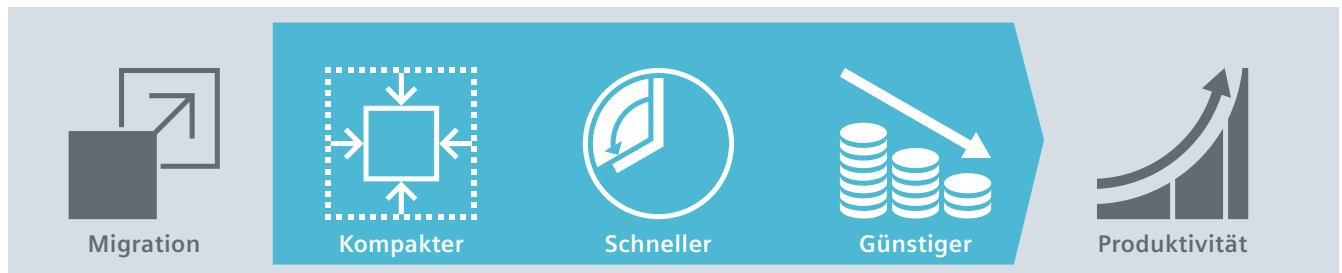 Migration
Kompakter
Schneller
Günstiger
Produktivität